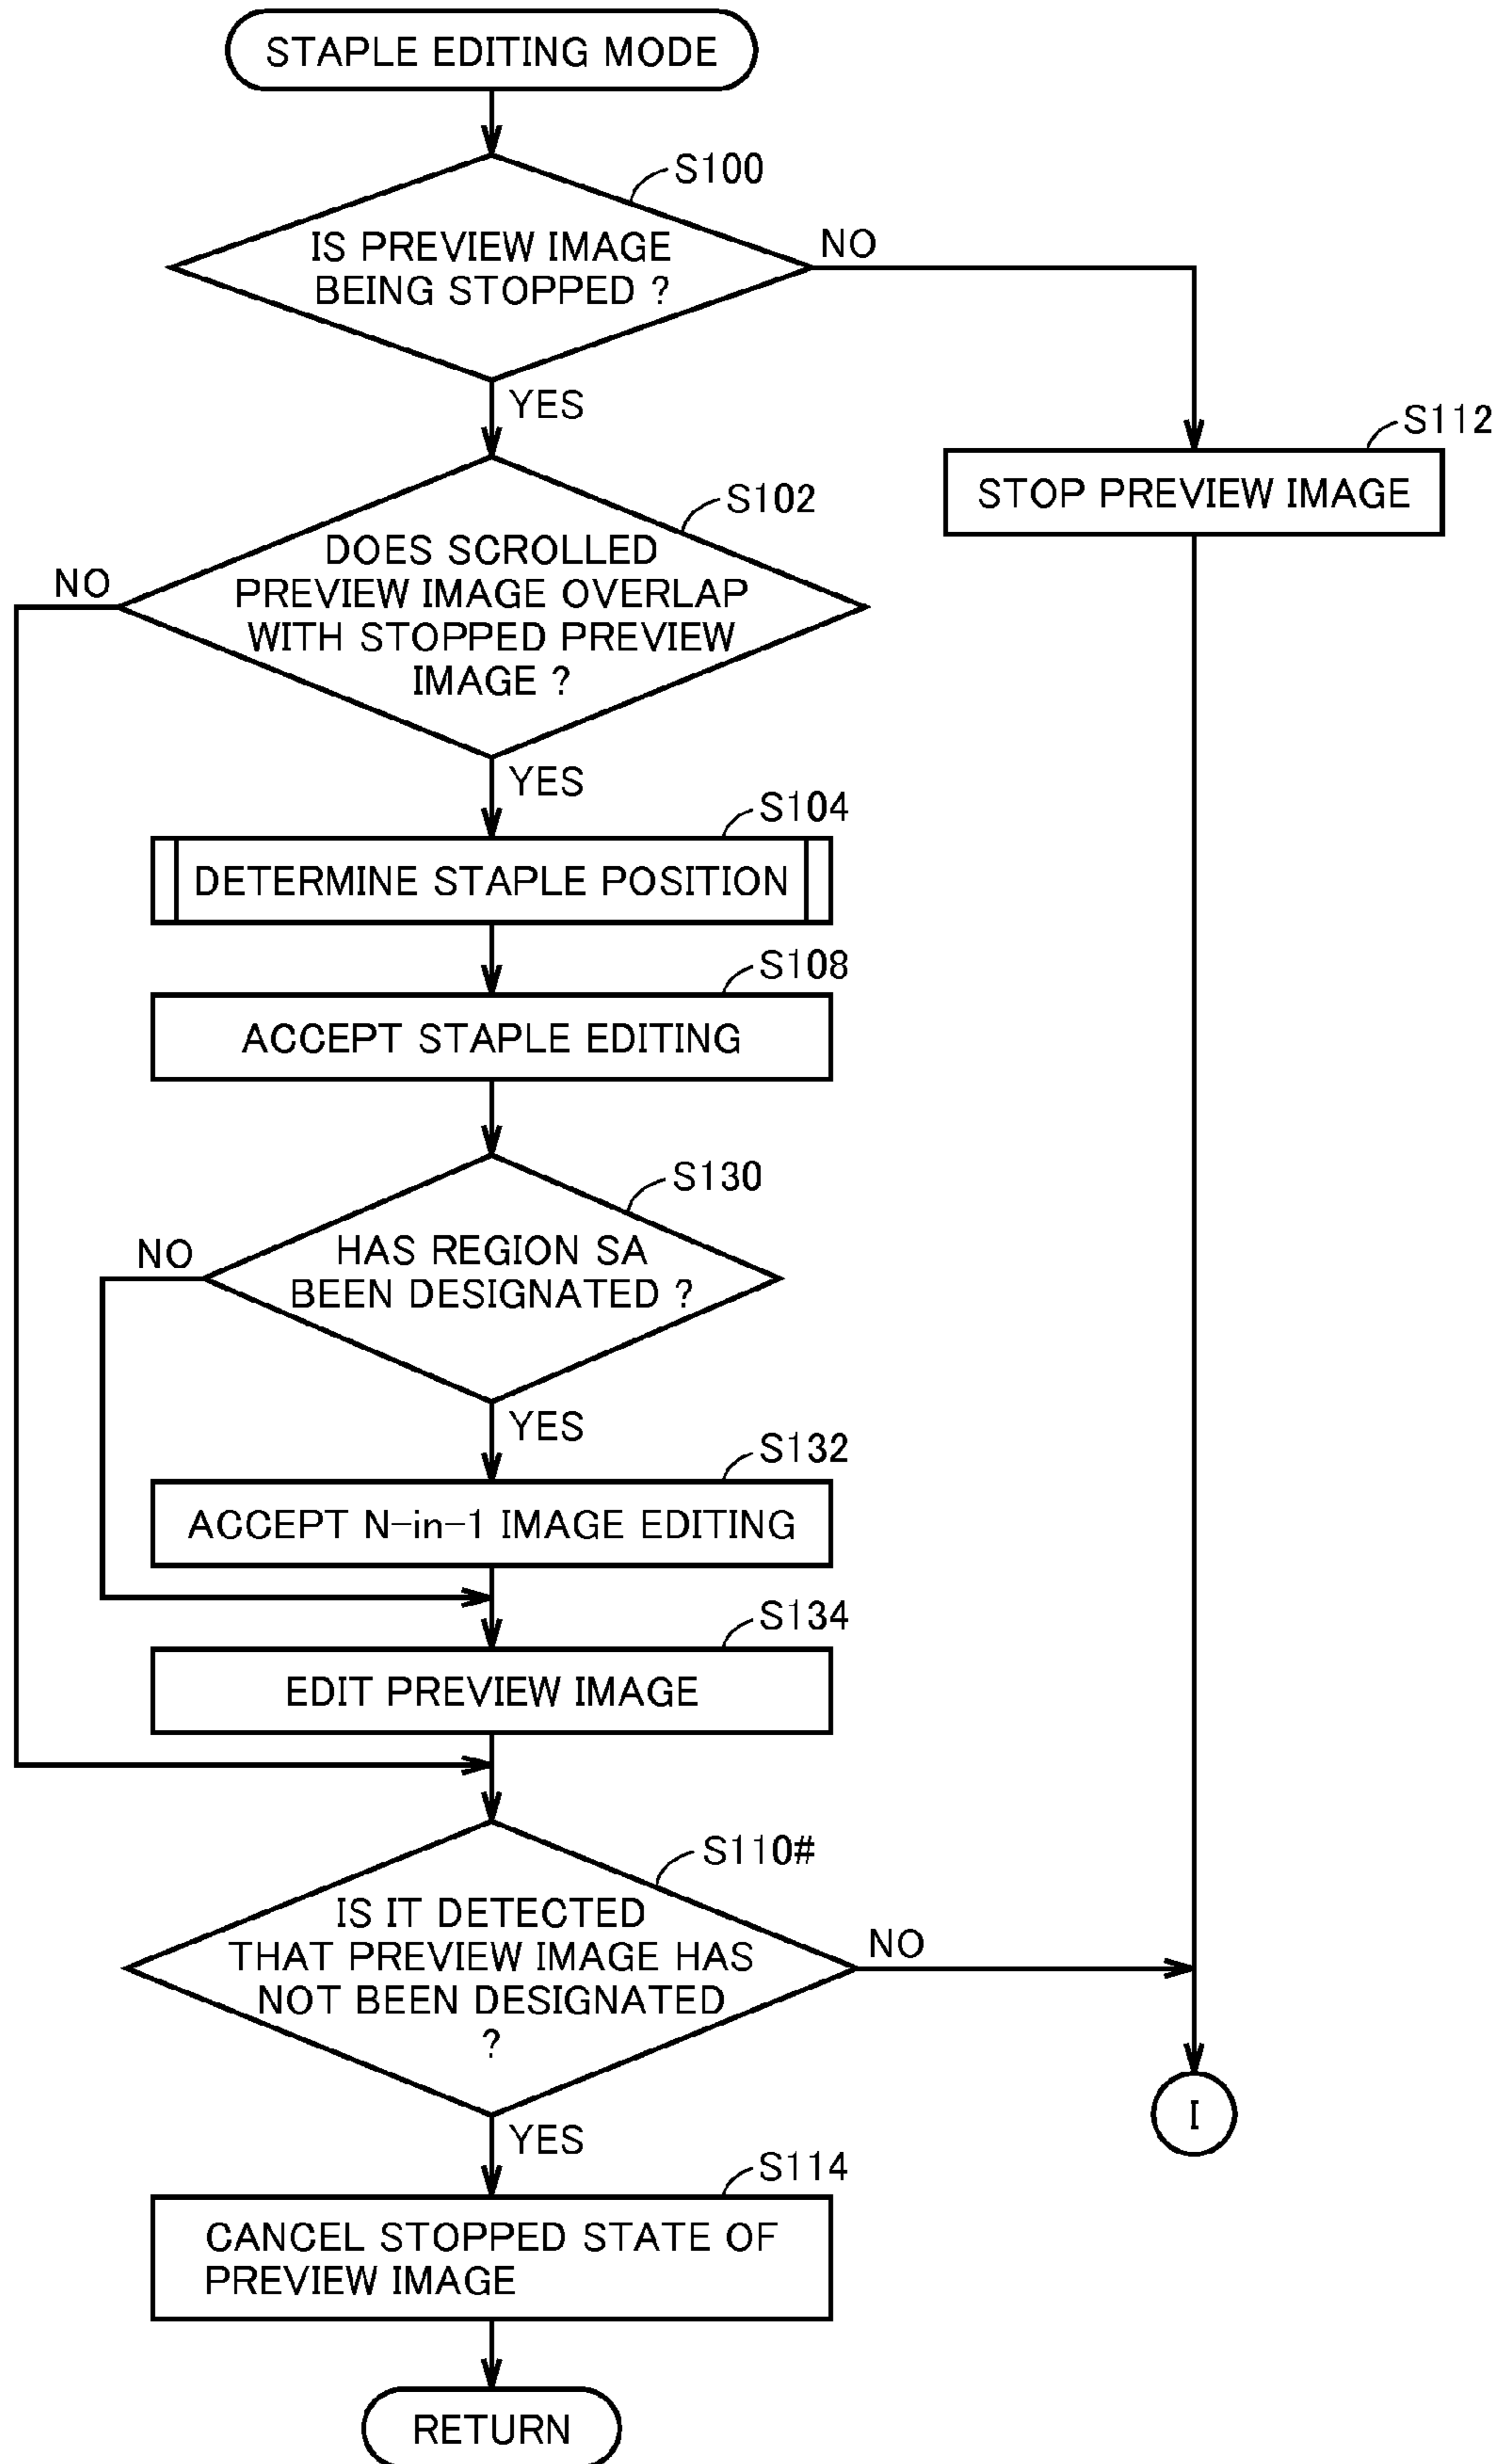 STAPLE EDITING MODE
S100
IS PREVIEW IMAGE
BEING STOPPED ?
NO
YES
S112
STOP PREVIEW IMAGE
S102
DOES SCROLLED
PREVIEW IMAGE OVERLAP
WITH STOPPED PREVIEW
IMAGE ?
NO
YES
S104
DETERMINE STAPLE POSITION
S108
ACCEPT STAPLE EDITING
S130
HAS REGION SA
BEEN DESIGNATED ?
NO
YES
S132
ACCEPT N-in-1 IMAGE EDITING
S134
EDIT PREVIEW IMAGE
S110#
IS IT DETECTED
THAT PREVIEW IMAGE HAS
NOT BEEN DESIGNATED
?
NO
I
YES
S114
CANCEL STOPPED STATE OF
PREVIEW IMAGE
RETURN